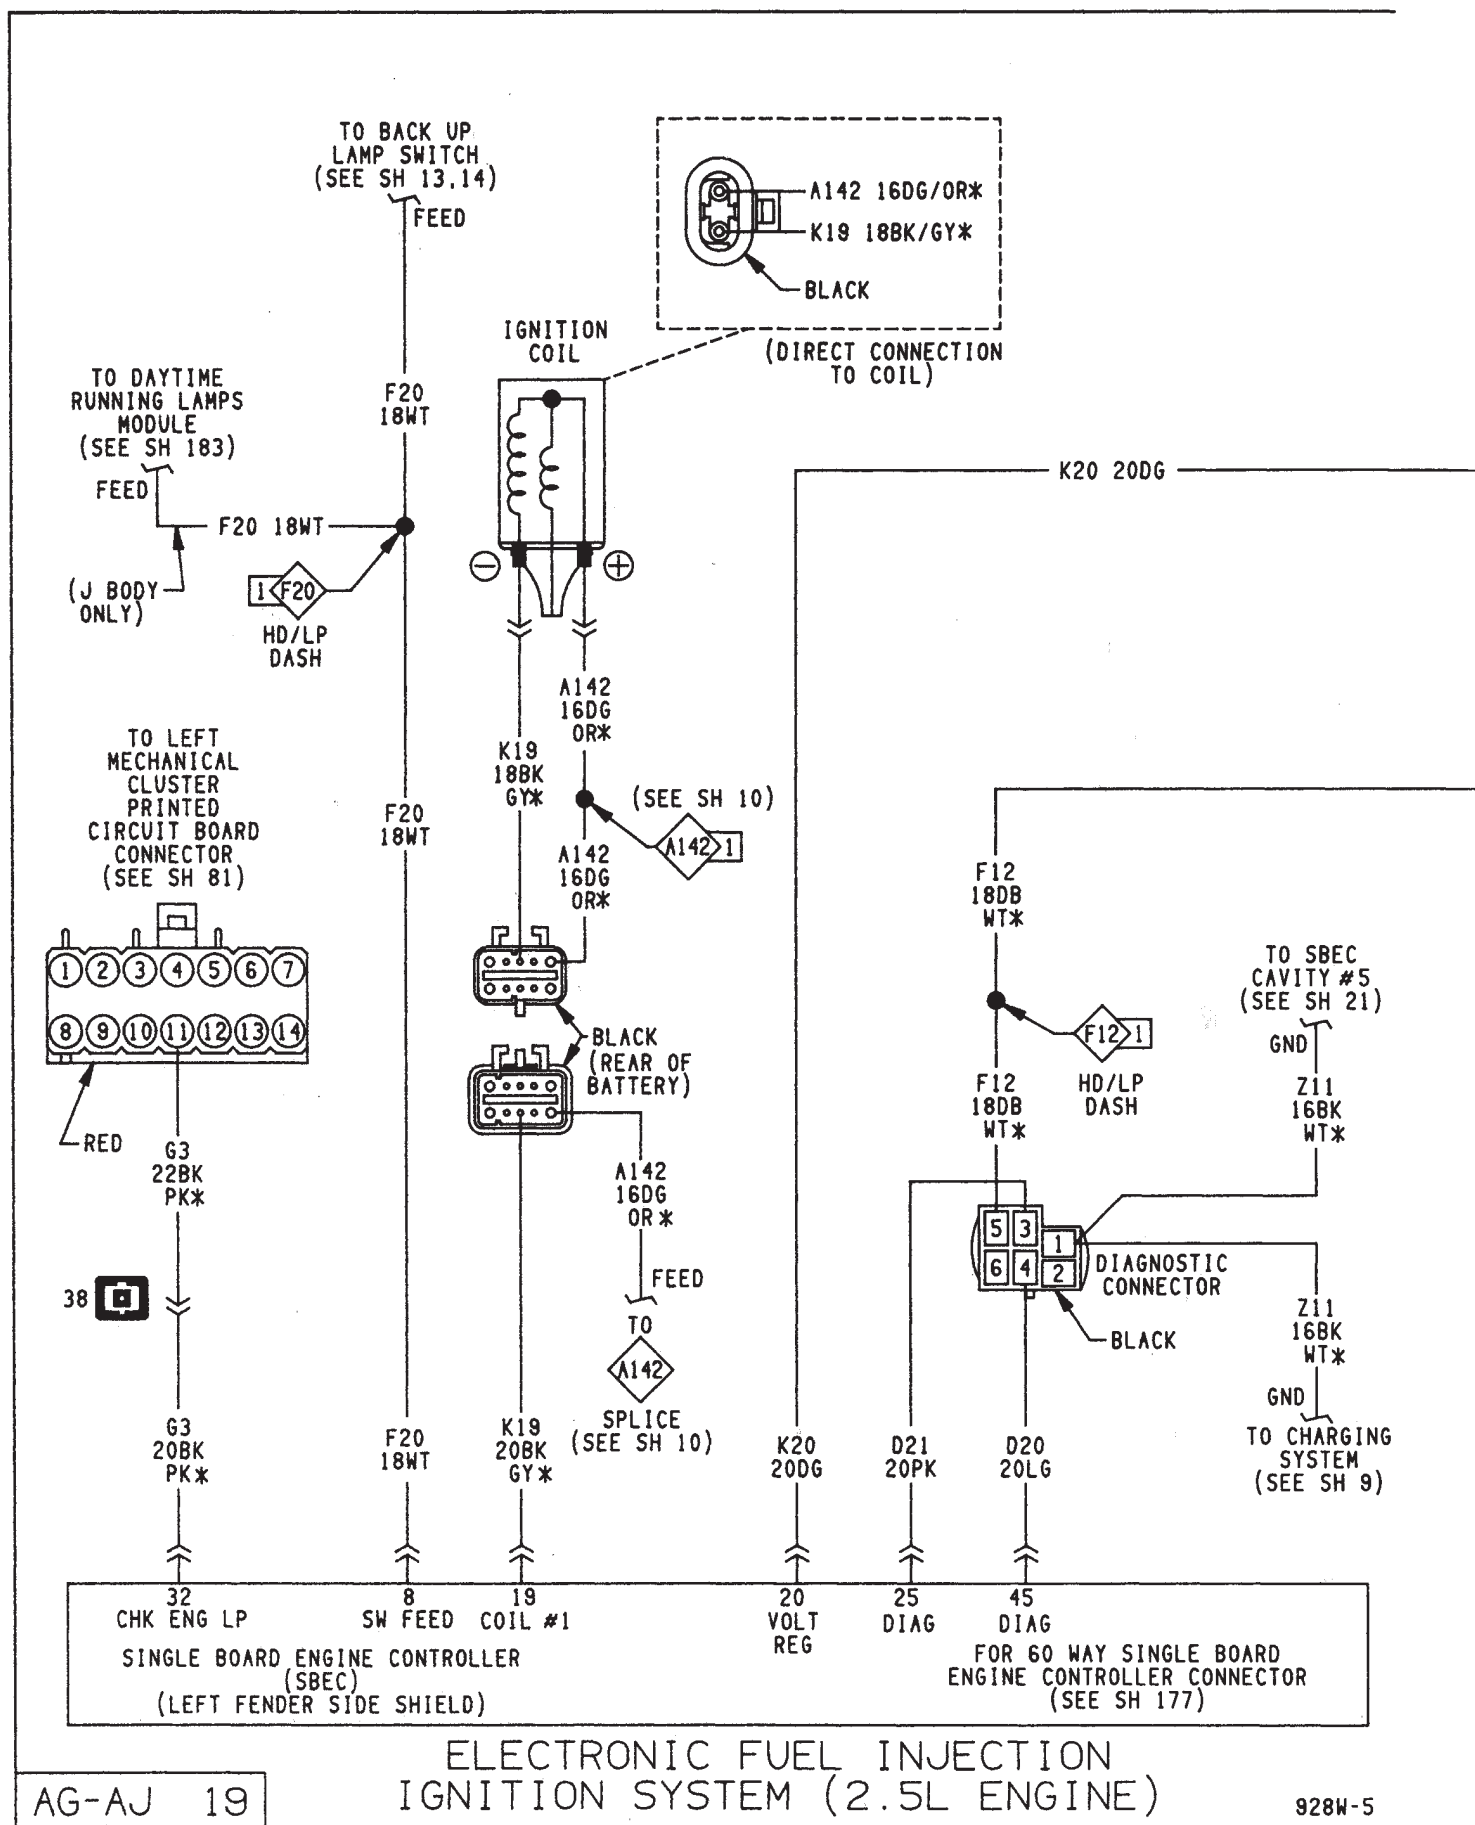 TO BACK UP
LAMP SWITCH
(SEE SH 13,14)
FEED
A142 16DG/OR*
K19 18BK/GY*
BLACK
(DIRECT CONNECTION
TO COIL)
IGNITION
COIL
TO DAYTIME
RUNNING LAMPS
MODULE
(SEE SH 183)
FEED
F20
18WT
K20 20DG
F20 18WT
(J BODY
ONLY)
1 F20
HD/LP
DASH
− +
A142
16DG
OR*
K19
18BK
GY*
(SEE SH 10)
A142 1
A142
16DG
OR*
TO LEFT
MECHANICAL
CLUSTER
PRINTED
CIRCUIT BOARD
CONNECTOR
(SEE SH 81)
F20
18WT
F12
18DB
WT*
1 2 3 4 5 6 7
8 9 10 11 12 13 14
RED
BLACK
(REAR OF
BATTERY)
TO SBEC
CAVITY #5
(SEE SH 21)
GND
F12 1
HD/LP
DASH
F12
18DB
WT*
Z11
16BK
WT*
G3
22BK
PK*
A142
16DG
OR*
FEED
TO
A142
SPLICE
(SEE SH 10)
5 3 1
6 4 2
DIAGNOSTIC
CONNECTOR
BLACK
Z11
16BK
WT*
GND
TO CHARGING
SYSTEM
(SEE SH 9)
38
G3
20BK
PK*
F20
18WT
K19
20BK
GY*
K20
20DG
D21
20PK
D20
20LG
32
CHK ENG LP
8
SW FEED
19
COIL #1
20
VOLT
REG
25
DIAG
45
DIAG
SINGLE BOARD ENGINE CONTROLLER
(SBEC)
(LEFT FENDER SIDE SHIELD)
FOR 60 WAY SINGLE BOARD
ENGINE CONTROLLER CONNECTOR
(SEE SH 177)
ELECTRONIC FUEL INJECTION
IGNITION SYSTEM (2.5L ENGINE)
AG-AJ 19
928W-5